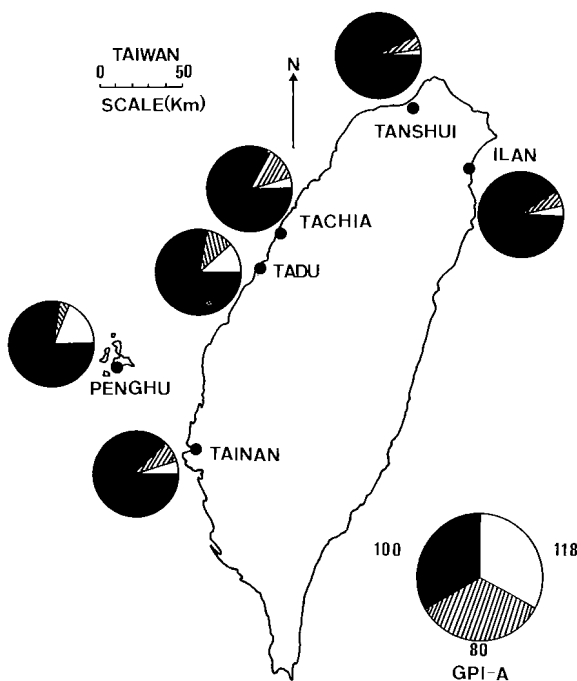 TAIWAN
0 50
SCALE(Km)
N
TANSHUI
ILAN
TACHIA
TADU
PENGHU
TAINAN
100 118
80
GPI-A